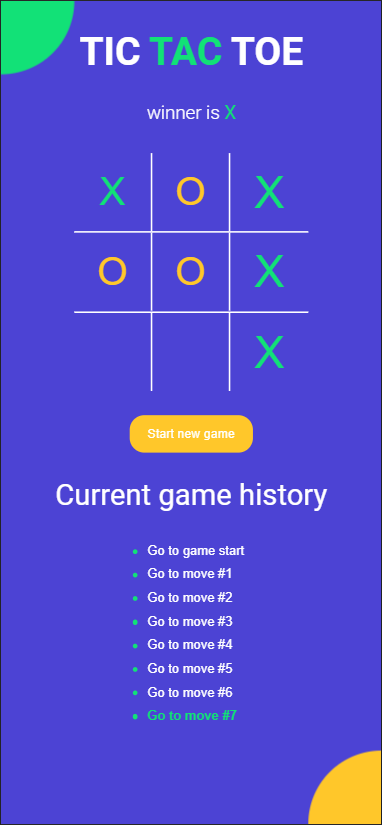 TIC TAC TOE
winner is X
X O X
O O X
X
Start new game
Current game history
Go to game start
Go to move #1
Go to move #2
Go to move #3
Go to move #4
Go to move #5
Go to move #6
Go to move #7